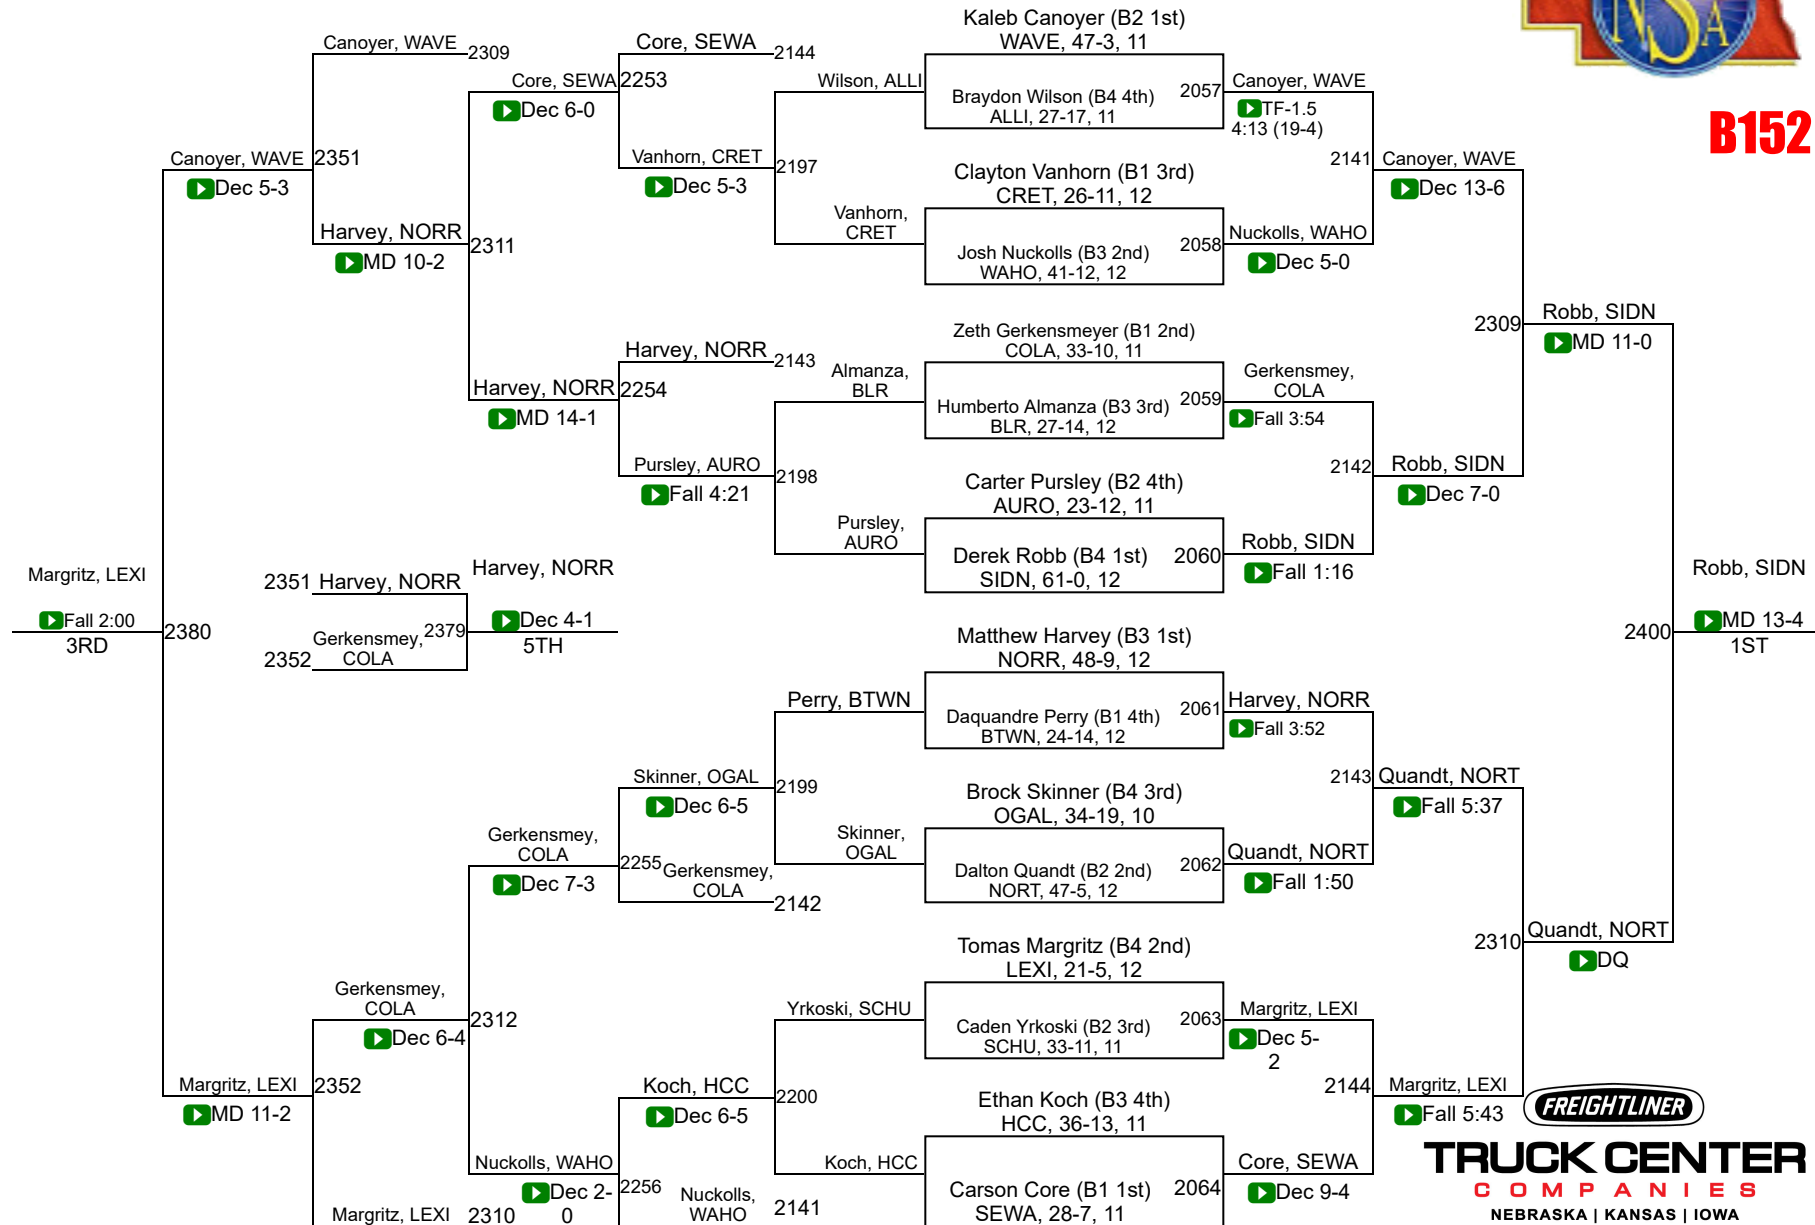 NSA
B152
Canoyer, WAVE
2309
Core, SEWA
2144
Kaleb Canoyer (B2 1st)
WAVE, 47-3, 11
Core, SEWA
2253
Dec 6-0
Wilson, ALLI
Braydon Wilson (B4 4th)
ALLI, 27-17, 11
2057
Canoyer, WAVE
TF-1.5
4:13 (19-4)
Canoyer, WAVE
2351
Dec 5-3
Vanhorn, CRET
2197
Dec 5-3
Clayton Vanhorn (B1 3rd)
CRET, 26-11, 12
2141
Canoyer, WAVE
Dec 13-6
Harvey, NORR
2311
MD 10-2
Vanhorn,
CRET
Josh Nuckolls (B3 2nd)
WAHO, 41-12, 12
2058
Nuckolls, WAHO
Dec 5-0
Harvey, NORR
2143
Zeth Gerkensmeyer (B1 2nd)
COLA, 33-10, 11
2309
Robb, SIDN
MD 11-0
Harvey, NORR
2254
MD 14-1
Almanza,
BLR
Humberto Almanza (B3 3rd)
BLR, 27-14, 12
2059
Gerkensmey,
COLA
Fall 3:54
Pursley, AURO
2198
Fall 4:21
Carter Pursley (B2 4th)
AURO, 23-12, 11
2142
Robb, SIDN
Dec 7-0
Pursley,
AURO
Derek Robb (B4 1st)
SIDN, 61-0, 12
2060
Robb, SIDN
Fall 1:16
Margritz, LEXI
Fall 2:00
3RD
2380
2351
Harvey, NORR
Gerkensmey,
COLA
2352
2379
Harvey, NORR
Dec 4-1
5TH
Matthew Harvey (B3 1st)
NORR, 48-9, 12
2400
Robb, SIDN
MD 13-4
1ST
Perry, BTWN
Daquandre Perry (B1 4th)
BTWN, 24-14, 12
2061
Harvey, NORR
Fall 3:52
Skinner, OGAL
2199
Dec 6-5
Brock Skinner (B4 3rd)
OGAL, 34-19, 10
2143
Quandt, NORT
Fall 5:37
Gerkensmey,
COLA
2255
Dec 7-3
Gerkensmey,
COLA
2142
Skinner,
OGAL
Dalton Quandt (B2 2nd)
NORT, 47-5, 12
2062
Quandt, NORT
Fall 1:50
Tomas Margritz (B4 2nd)
LEXI, 21-5, 12
2310
Quandt, NORT
DQ
Gerkensmey,
COLA
2312
Dec 6-4
Yrkoski, SCHU
Caden Yrkoski (B2 3rd)
SCHU, 33-11, 11
2063
Margritz, LEXI
Dec 5-
2
Margritz, LEXI
2352
MD 11-2
Koch, HCC
2200
Dec 6-5
Ethan Koch (B3 4th)
HCC, 36-13, 11
2144
Margritz, LEXI
Fall 5:43
Nuckolls, WAHO
2256
Dec 2-
0
Nuckolls,
WAHO
2141
Koch, HCC
Carson Core (B1 1st)
SEWA, 28-7, 11
2064
Core, SEWA
Dec 9-4
Margritz, LEXI
2310
FREIGHTLINER
TRUCK CENTER
COMPANIES
NEBRASKA | KANSAS | IOWA